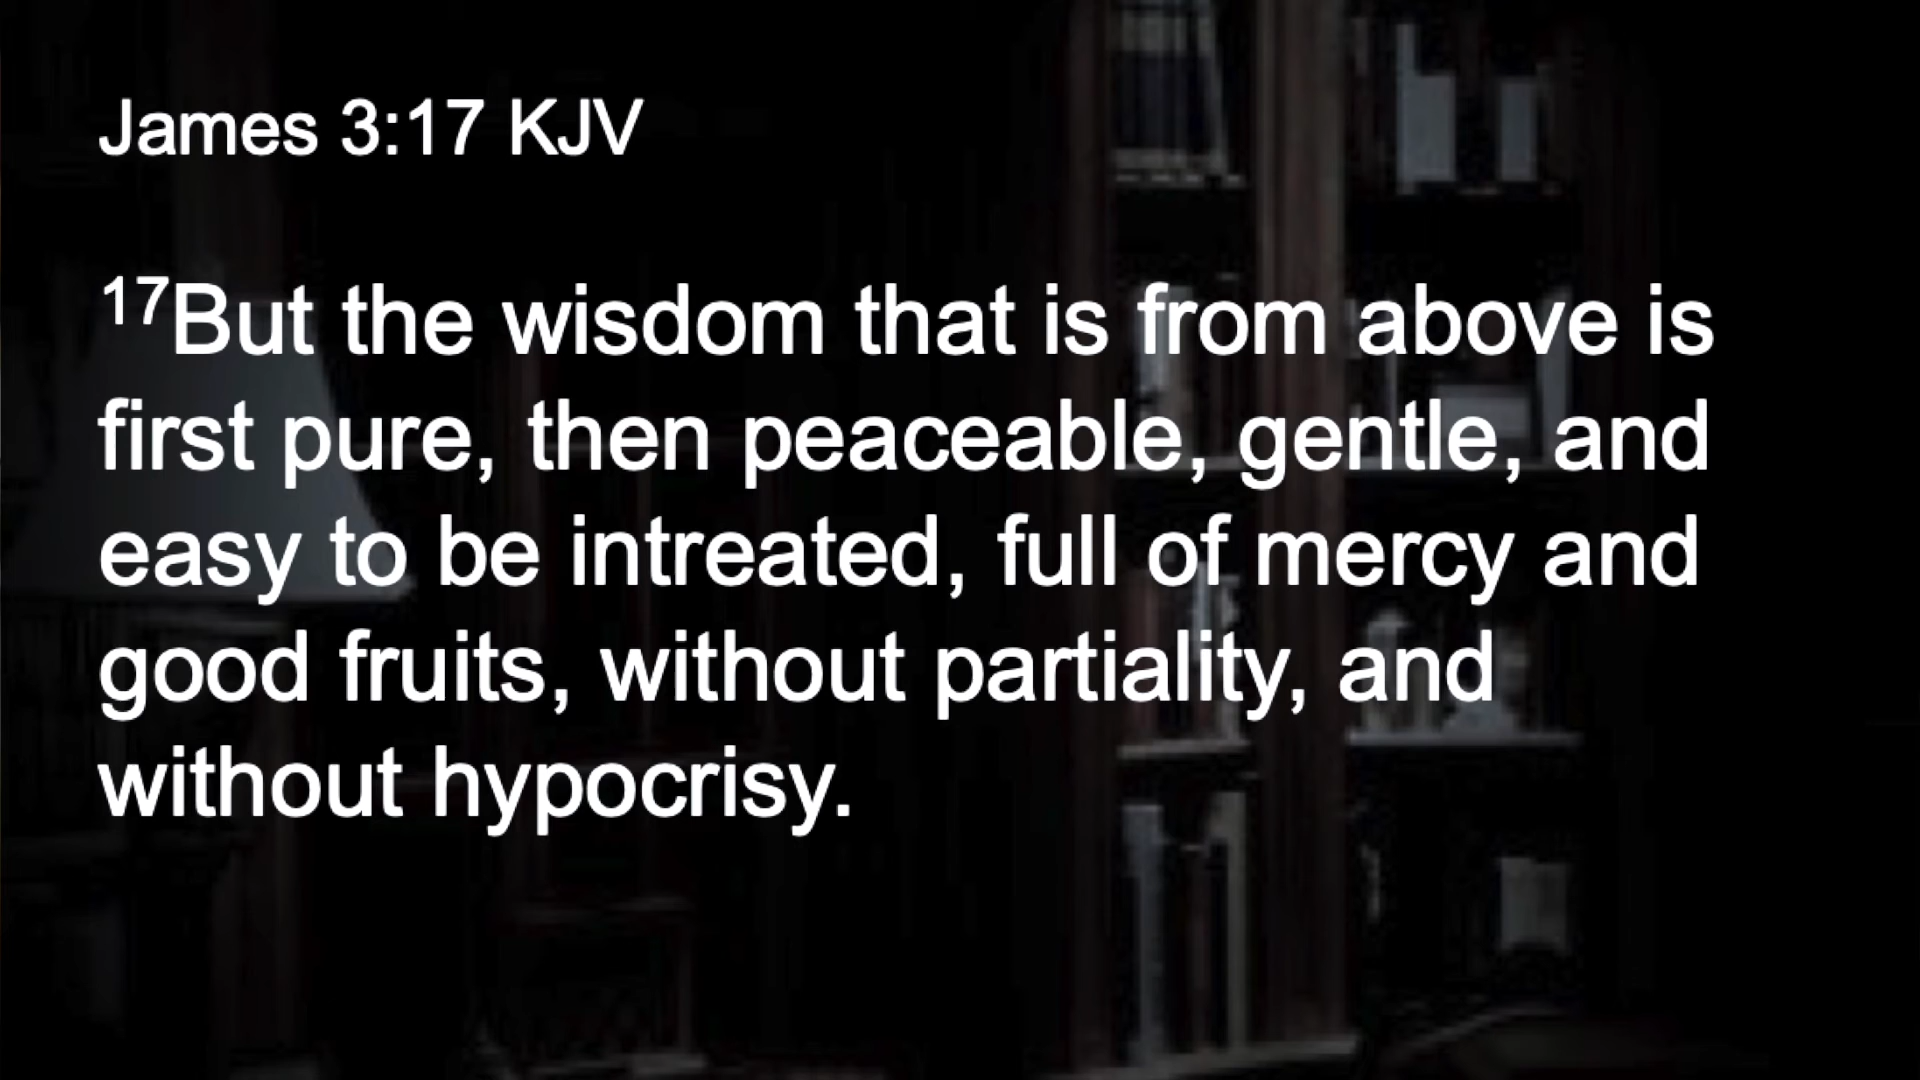 James 3:17 KJV
17But the wisdom that is from above is
first pure, then peaceable, gentle, and
easy to be intreated, full of mercy and
good fruits, without partiality, and
without hypocrisy.